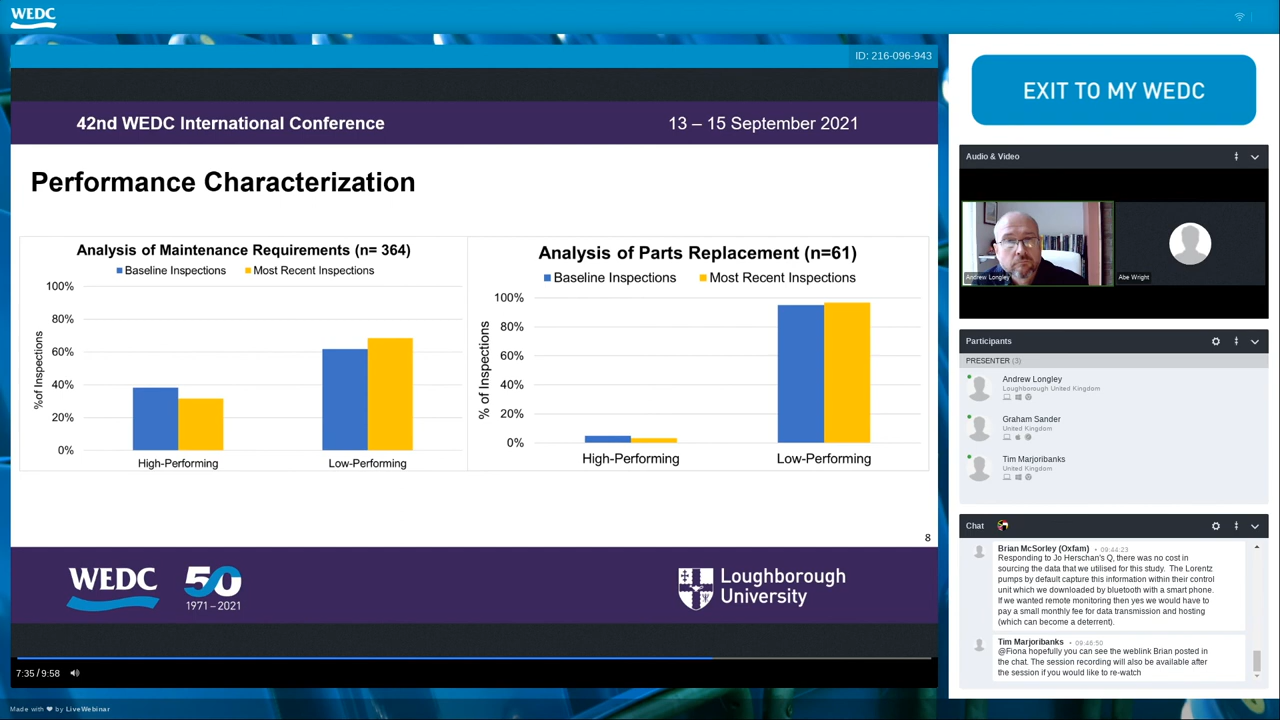 WEDC
ID: 216-096-943
42nd WEDC International Conference
13 – 15 September 2021
Performance Characterization
Analysis of Maintenance Requirements (n= 364)
Baseline Inspections
Most Recent Inspections
100%
80%
60%
40%
20%
0%
%of Inspections
High-Performing
Low-Performing
Analysis of Parts Replacement (n=61)
Baseline Inspections
Most Recent Inspections
100%
80%
60%
40%
20%
0%
% of Inspections
High-Performing
Low-Performing
8
WEDC
50
1971 – 2021
Loughborough
University
7:35 / 9:58
Made with ❤ by LiveWebinar
EXIT TO MY WEDC
Audio & Video
Andrew Longley
Abe Wright
Participants
PRESENTER (3)
Andrew Longley
Loughborough United Kingdom
Graham Sander
United Kingdom
Tim Marjoribanks
United Kingdom
Chat
Brian McSorley (Oxfam) • 09:44:23
Responding to Jo Herschan's Q, there was no cost in
sourcing the data that we utilised for this study. The Lorentz
pumps by default capture this information within their control
unit which we downloaded by bluetooth with a smart phone.
If we wanted remote monitoring then yes we would have to
pay a small monthly fee for data transmission and hosting
(which can become a deterrent).
Tim Marjoribanks • 09:46:50
@Fiona hopefully you can see the weblink Brian posted in
the chat. The session recording will also be available after
the session if you would like to re-watch